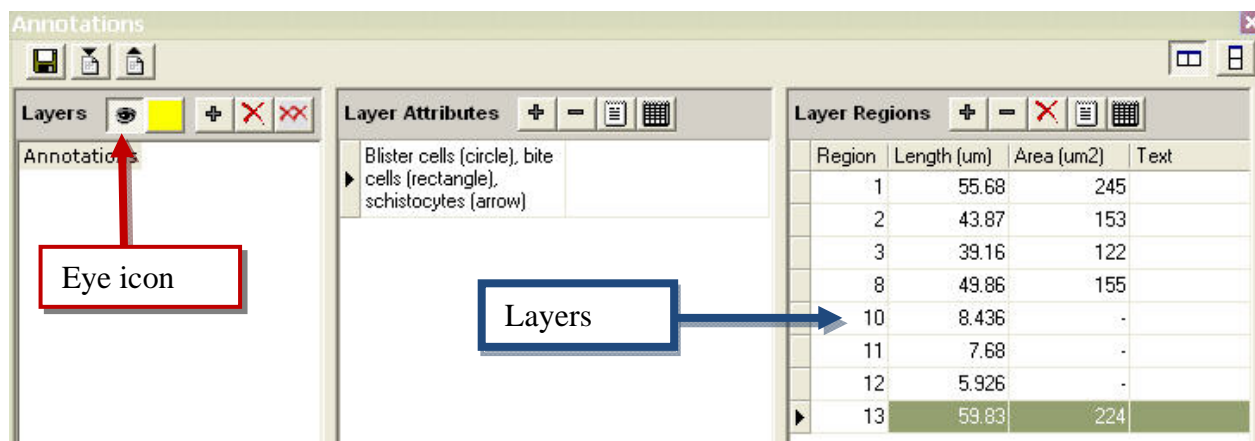 Annotations
Layers
Layer Attributes
Layer Regions
Annotations
Blister cells (circle), bite
cells (rectangle),
schistocytes (arrow)
Region Length (um) Area (um2) Text
1 55.68 245
2 43.87 153
3 39.16 122
8 49.86 155
10 8.436 -
11 7.68 -
12 5.926 -
13 59.83 224
Eye icon
Layers